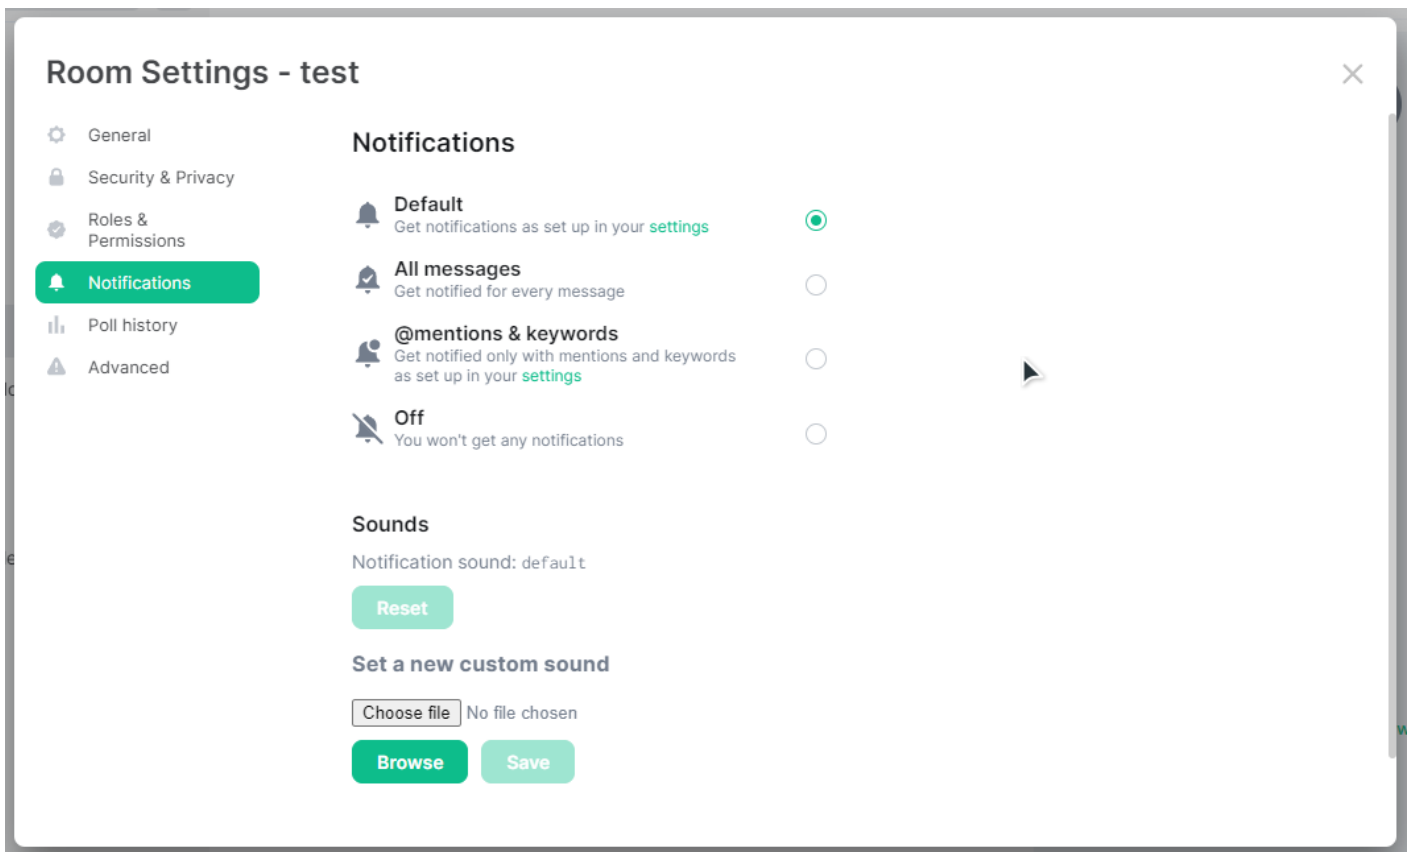 Room Settings - test
General
Security & Privacy
Roles &
Permissions
Notifications
Poll history
Advanced
Notifications
Default
Get notifications as set up in your settings
All messages
Get notified for every message
@mentions & keywords
Get notified only with mentions and keywords
as set up in your settings
Off
You won't get any notifications
Sounds
Notification sound: default
Reset
Set a new custom sound
Choose file No file chosen
Browse Save